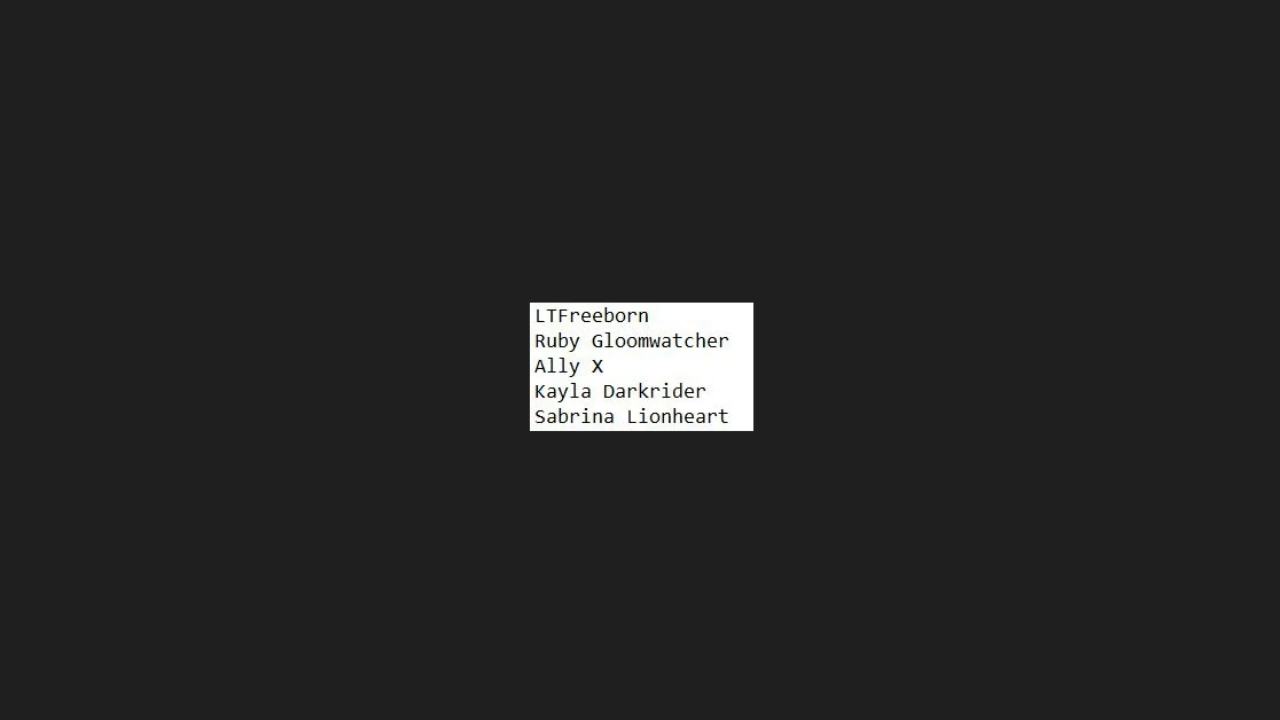 LTFreeborn
Ruby Gloomwatcher
Ally X
Kayla Darkrider
Sabrina Lionheart